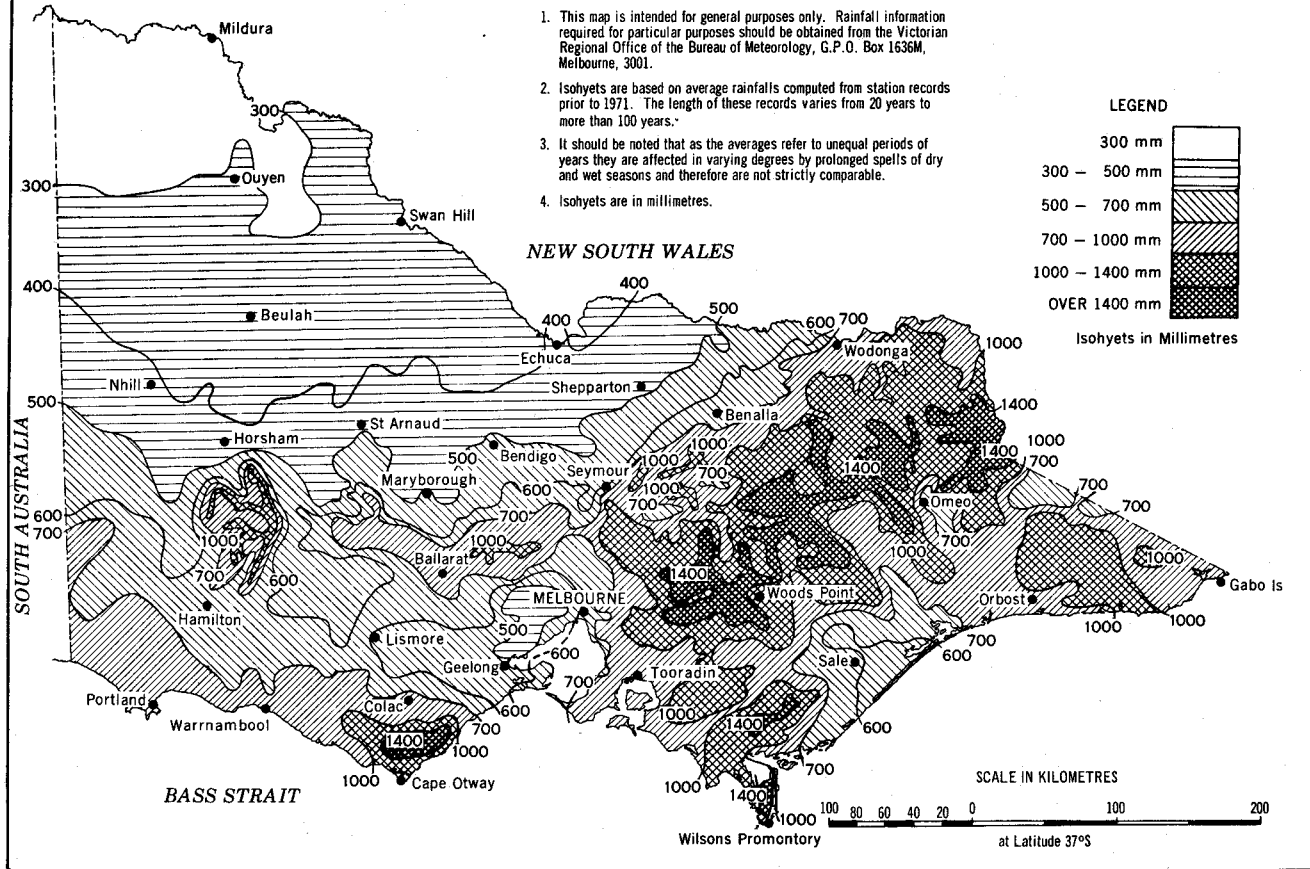 1. This map is intended for general purposes only. Rainfall information
required for particular purposes should be obtained from the Victorian
Regional Office of the Bureau of Meteorology, G.P.O. Box 1636M,
Melbourne, 3001.
2. Isohyets are based on average rainfalls computed from station records
prior to 1971. The length of these records varies from 20 years to
more than 100 years.
3. It should be noted that as the averages refer to unequal periods of
years they are affected in varying degrees by prolonged spells of dry
and wet seasons and therefore are not strictly comparable.
4. Isohyets are in millimetres.
LEGEND
300 mm
300 – 500 mm
500 – 700 mm
700 – 1000 mm
1000 – 1400 mm
OVER 1400 mm
Isohyets in Millimetres
Mildura
300
Ouyen
300
Swan Hill
NEW SOUTH WALES
400
400
500
Beulah
400
600 700
Echuca
Wodonga
1000
Nhill
Shepparton
500
Benalla
1400
St Arnaud
Horsham
1000
1400
SOUTH AUSTRALIA
500
Bendigo
Seymour
1000
1000
700
1400
700
Maryborough
600
1000
700
700
Omeo
700
600
700
700
1000
1000
Ballarat
1000
700
1000
1000
700
600
1400
Gabo Is
Hamilton
MELBOURNE
Woods Point
Orbost
1000
1000
Lismore
500
700
600
Geelong
600
Sale
Tooradin
Portland
Colac
700
600
Warrnambool
700
1000
1400
600
1400
1000
1000
Cape Otway
1000
700
BASS STRAIT
1400
1000
Wilsons Promontory
SCALE IN KILOMETRES
100 80 60 40 20 0 100 200
at Latitude 37°S